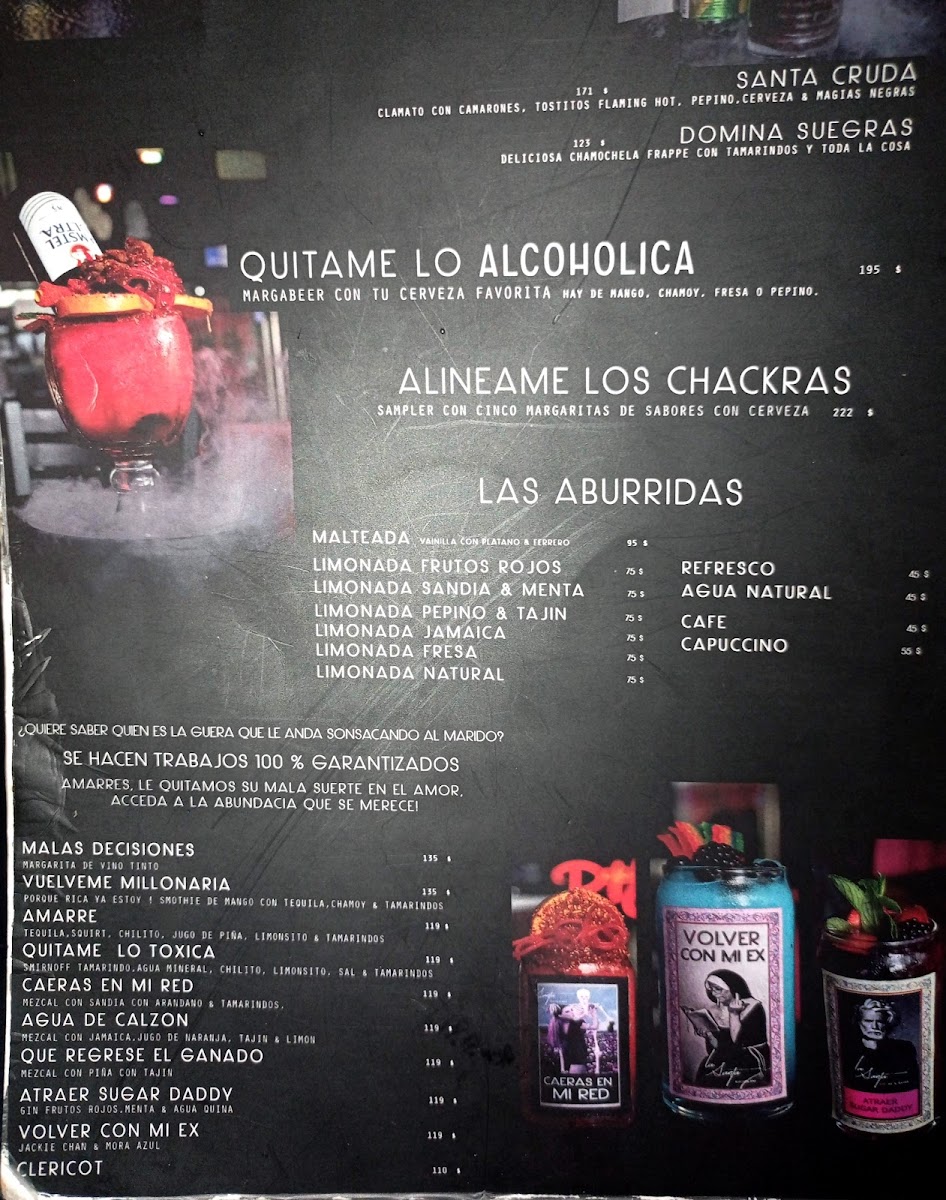 SANTA CRUDA
171 $
CLAMATO CON CAMARONES, TOSTITOS FLAMING HOT, PEPINO,CERVEZA & MAGIAS NEGRAS
DOMINA SUEGRAS
123 $
DELICIOSA CHAMOCHELA FRAPPE CON TAMARINDOS Y TODA LA COSA
QUITAME LO ALCOHOLICA
195 $
MARGABEER CON TU CERVEZA FAVORITA HAY DE MANGO, CHAMOY, FRESA O PEPINO.
ALINEAME LOS CHACKRAS
SAMPLER CON CINCO MARGARITAS DE SABORES CON CERVEZA 222 $
LAS ABURRIDAS
MALTEADA VAINILLA CON PLATANO & FERRERO 95 $
LIMONADA FRUTOS ROJOS 75 $
LIMONADA SANDIA & MENTA 75 $
LIMONADA PEPINO & TAJIN 75 $
LIMONADA JAMAICA 75 $
LIMONADA FRESA 75 $
LIMONADA NATURAL 75 $
REFRESCO 45 $
AGUA NATURAL 45 $
CAFE 45 $
CAPUCCINO 55 $
¿QUIERE SABER QUIEN ES LA GUERA QUE LE ANDA SONSACANDO AL MARIDO?
SE HACEN TRABAJOS 100 % GARANTIZADOS
AMARRES, LE QUITAMOS SU MALA SUERTE EN EL AMOR,
ACCEDA A LA ABUNDACIA QUE SE MERECE!
MALAS DECISIONES 135 $
MARGARITA DE VINO TINTO
VUELVEME MILLONARIA 135 $
PORQUE RICA YA ESTOY ! SMOTHIE DE MANGO CON TEQUILA,CHAMOY & TAMARINDOS
AMARRE 119 $
TEQUILA,SQUIRT, CHILITO, JUGO DE PIÑA, LIMONSITO & TAMARINDOS
QUITAME LO TOXICA 119 $
SMIRNOFF TAMARINDO,AGUA MINERAL, CHILITO, LIMONSITO, SAL & TAMARINDOS
CAERAS EN MI RED 119 $
MEZCAL CON SANDIA CON ARANDANO & TAMARINDOS,
AGUA DE CALZON 119 $
MEZCAL CON JAMAICA,JUGO DE NARANJA, TAJIN & LIMON
QUE REGRESE EL GANADO 119 $
MEZCAL CON PIÑA CON TAJIN
ATRAER SUGAR DADDY 119 $
GIN FRUTOS ROJOS,MENTA & AGUA QUINA
VOLVER CON MI EX 119 $
JACKIE CHAN & MORA AZUL
CLERICOT 110 $
CAERAS EN
MI RED
VOLVER
CON MI EX
ATRAER
SUGAR DADDY